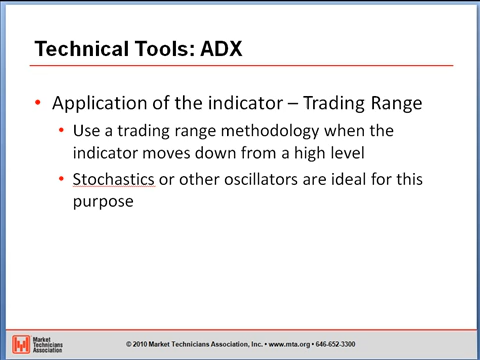 Technical Tools: ADX
• Application of the indicator – Trading Range
• Use a trading range methodology when the
indicator moves down from a high level
• Stochastics or other oscillators are ideal for this
purpose
Market
Technicians
Association
© 2010 Market Technicians Association, Inc. • www.mta.org • 646-652-3300